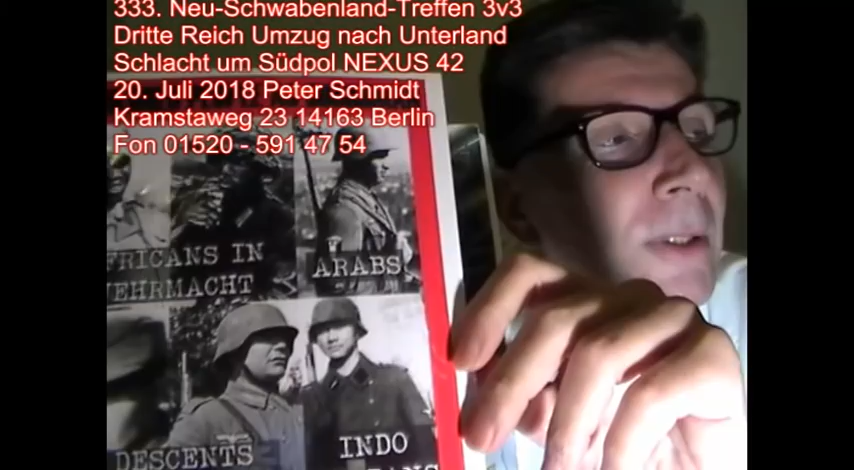 333. Neu-Schwabenland-Treffen 3v3
Dritte Reich Umzug nach Unterland
Schlacht um Südpol NEXUS 42
20. Juli 2018 Peter Schmidt
Kramstaweg 23 14163 Berlin
Fon 01520 - 591 47 54
FRICANS IN
EHRMACHT
ARABS
DESCENTS
INDO